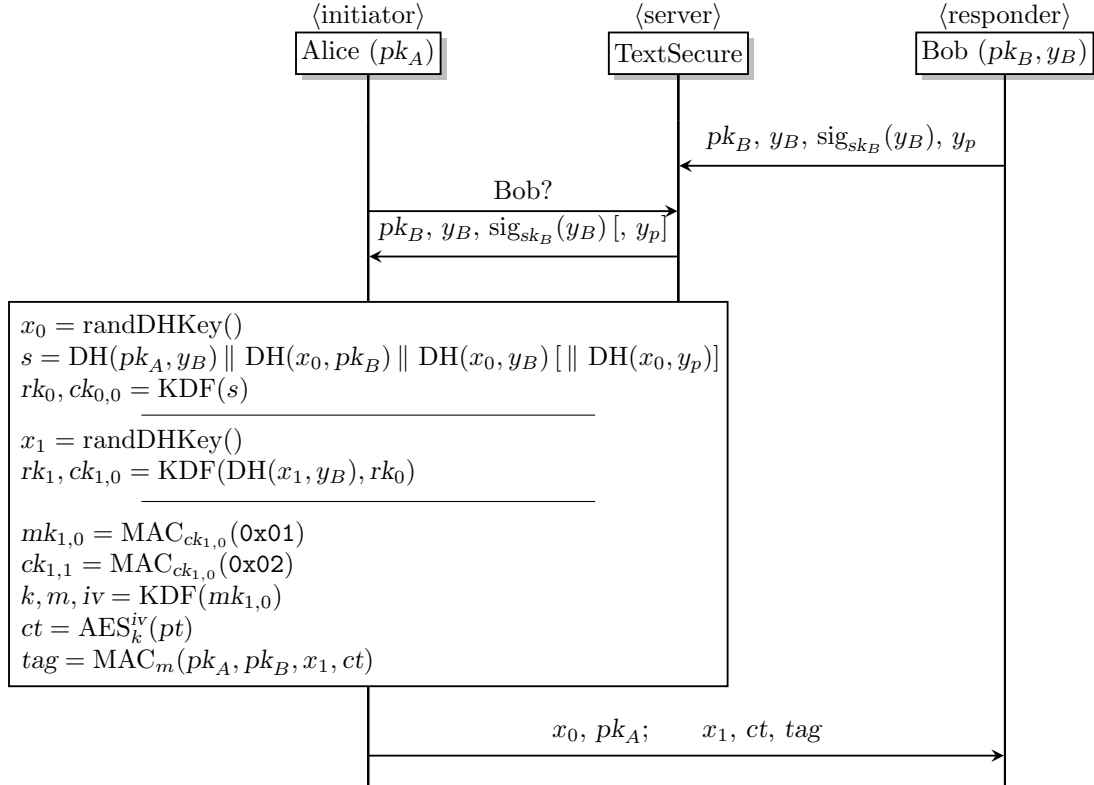 ⟨initiator⟩ ⟨server⟩ ⟨responder⟩
Alice (pk_A) TextSecure Bob (pk_B, y_B)
pk_B, y_B, sig_{sk_B}(y_B), y_p
Bob?
pk_B, y_B, sig_{sk_B}(y_B) [, y_p]
x_0 = randDHKey()
s = DH(pk_A, y_B) ∥ DH(x_0, pk_B) ∥ DH(x_0, y_B) [ ∥ DH(x_0, y_p)]
rk_0, ck_{0,0} = KDF(s)
x_1 = randDHKey()
rk_1, ck_{1,0} = KDF(DH(x_1, y_B), rk_0)
mk_{1,0} = MAC_{ck_{1,0}}(0x01)
ck_{1,1} = MAC_{ck_{1,0}}(0x02)
k, m, iv = KDF(mk_{1,0})
ct = AES_k^{iv}(pt)
tag = MAC_m(pk_A, pk_B, x_1, ct)
x_0, pk_A; x_1, ct, tag